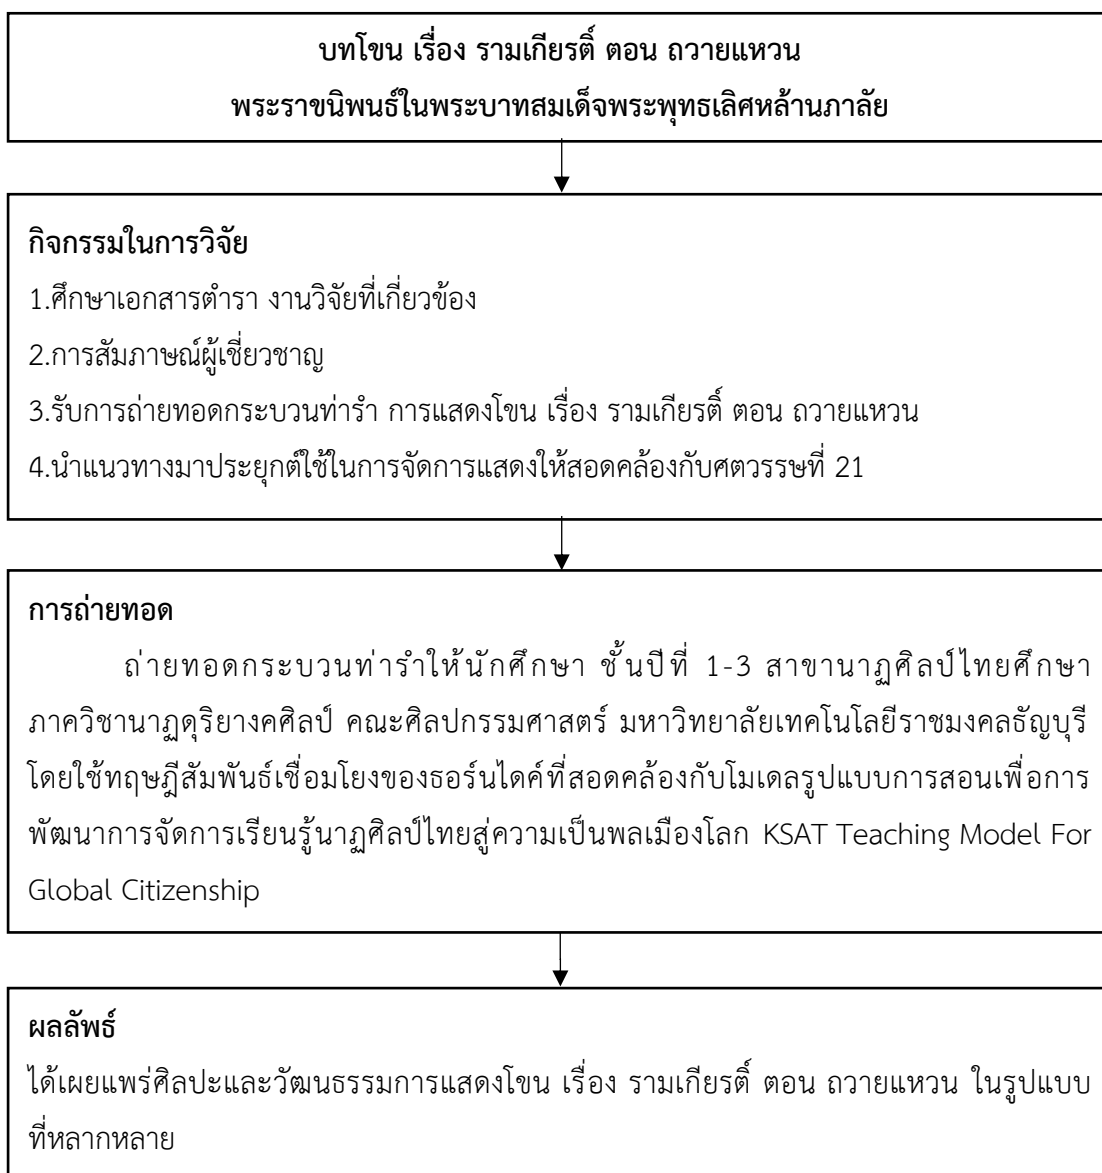 บทโขน เรื่อง รามเกียรติ์ ตอน ถวายแหวน
พระราขนิพนธ์ในพระบาทสมเด็จพระพุทธเลิศหล้านภาลัย
กิจกรรมในการวิจัย
1.ศึกษาเอกสารตำรา งานวิจัยที่เกี่ยวข้อง
2.การสัมภาษณ์ผู้เชี่ยวชาญ
3.รับการถ่ายทอดกระบวนท่ารำ การแสดงโขน เรื่อง รามเกียรติ์ ตอน ถวายแหวน
4.นำแนวทางมาประยุกต์ใช้ในการจัดการแสดงให้สอดคล้องกับศตวรรษที่ 21
การถ่ายทอด
ถ่ายทอดกระบวนท่ารำให้นักศึกษา ชั้นปีที่ 1-3 สาขานาฏศิลป์ไทยศึกษา
ภาควิชานาฏดุริยางคศิลป์ คณะศิลปกรรมศาสตร์ มหาวิทยาลัยเทคโนโลยีราชมงคลธัญบุรี
โดยใช้ทฤษฎีสัมพันธ์เชื่อมโยงของธอร์นไดค์ที่สอดคล้องกับโมเดลรูปแบบการสอนเพื่อการ
พัฒนาการจัดการเรียนรู้นาฏศิลป์ไทยสู่ความเป็นพลเมืองโลก KSAT Teaching Model For
Global Citizenship
ผลลัพธ์
ได้เผยแพร่ศิลปะและวัฒนธรรมการแสดงโขน เรื่อง รามเกียรติ์ ตอน ถวายแหวน ในรูปแบบ
ที่หลากหลาย